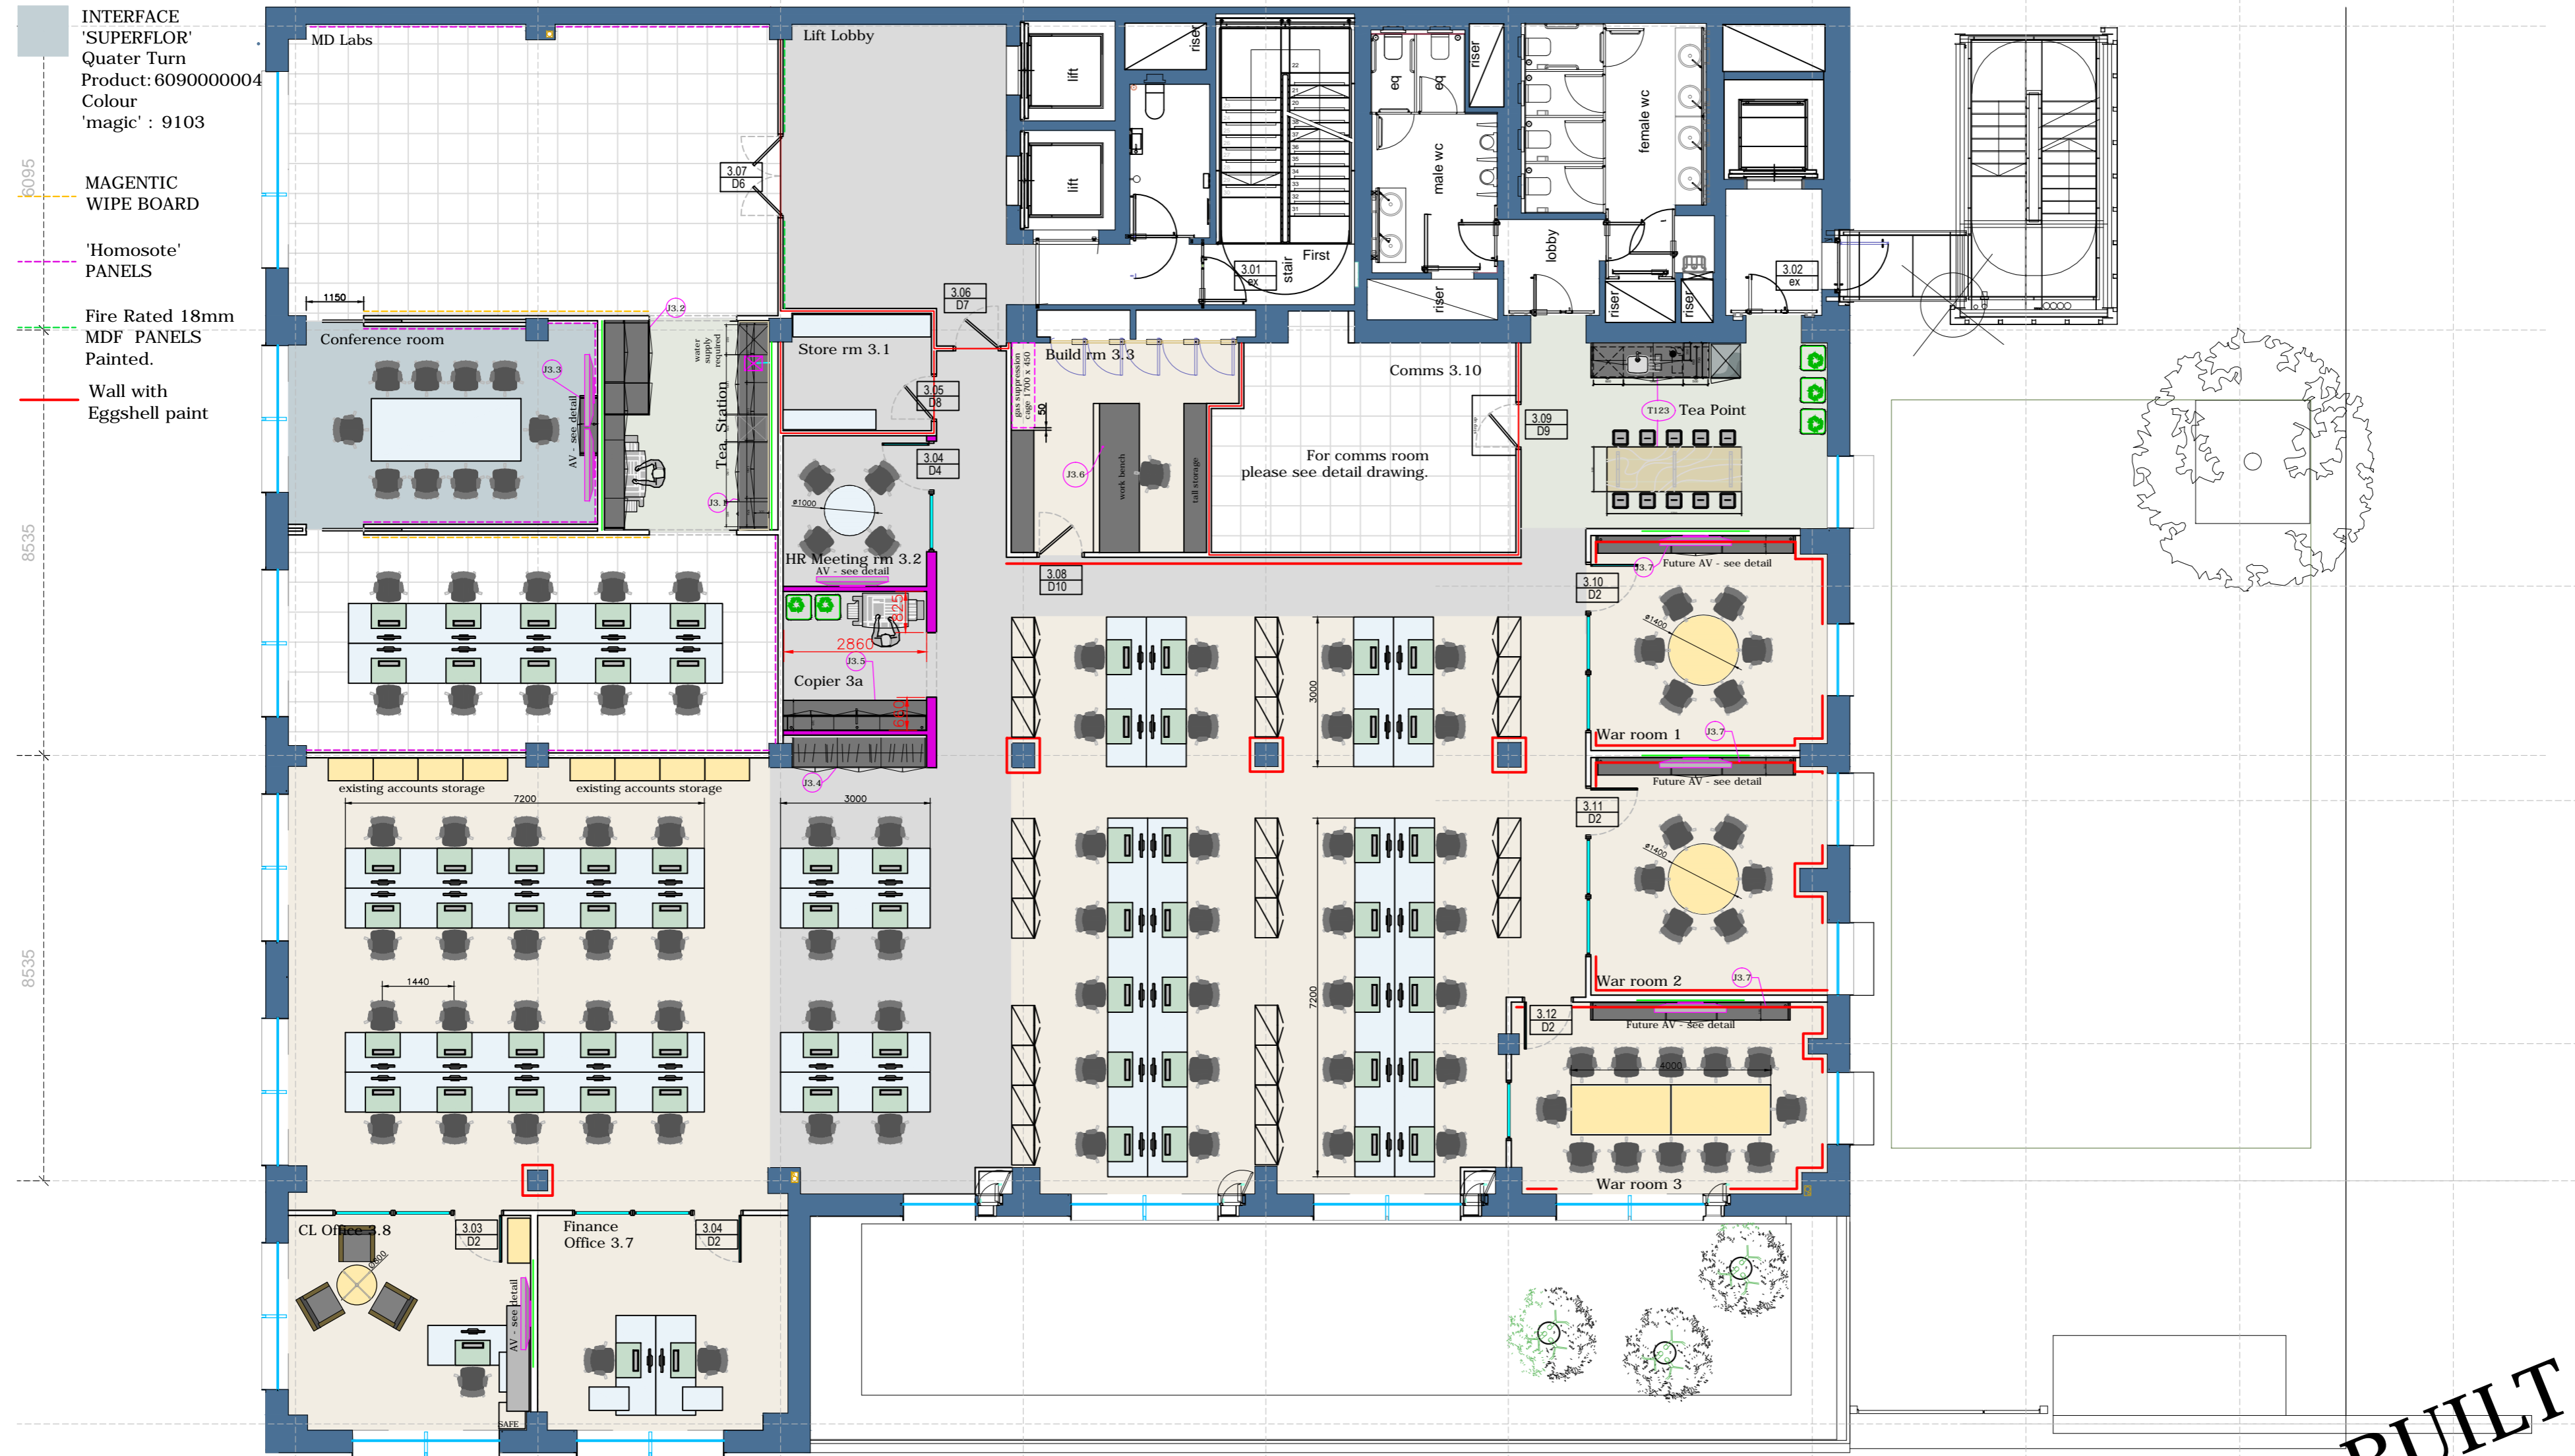 INTERFACE
'SUPERFLOR'
Quater Turn
Product: 6090000004
Colour
'magic' : 9103
MAGENTIC
WIPE BOARD
'Homosote'
PANELS
Fire Rated 18mm
MDF PANELS
Painted.
Wall with
Eggshell paint
6095
8535
8535
MD Labs
Lift Lobby
lift
lift
riser
22
21
20
First
stair
3.01
ex
eq
eq
riser
male wc
riser
female wc
lobby
riser
riser
3.02
ex
3.07
D6
3.06
D7
1150
J3.2
Conference room
J3.3
AV - see detail
water
supply
required
Tea Station
J3.1
Store rm 3.1
3.05
D8
3.04
D4
ø1000
HR Meeting rm 3.2
AV - see detail
gas suppression
cage 1700 x 450
50
Build rm 3.3
J3.6
work bench
tall storage
Comms 3.10
For comms room
please see detail drawing.
3.09
D9
T123
Tea Point
3.08
D10
825
2860
J3.5
Copier 3a
J3.4
3000
3.10
D2
J3.7
Future AV - see detail
ø1400
War room 1
J3.7
Future AV - see detail
3.11
D2
ø1400
War room 2
J3.7
Future AV - see detail
3.12
D2
4000
War room 3
existing accounts storage
existing accounts storage
7200
3000
1440
7200
CL Office 3.8
3.03
D2
AV - see detail
SAFE
Finance
Office 3.7
3.04
D2
BUILT